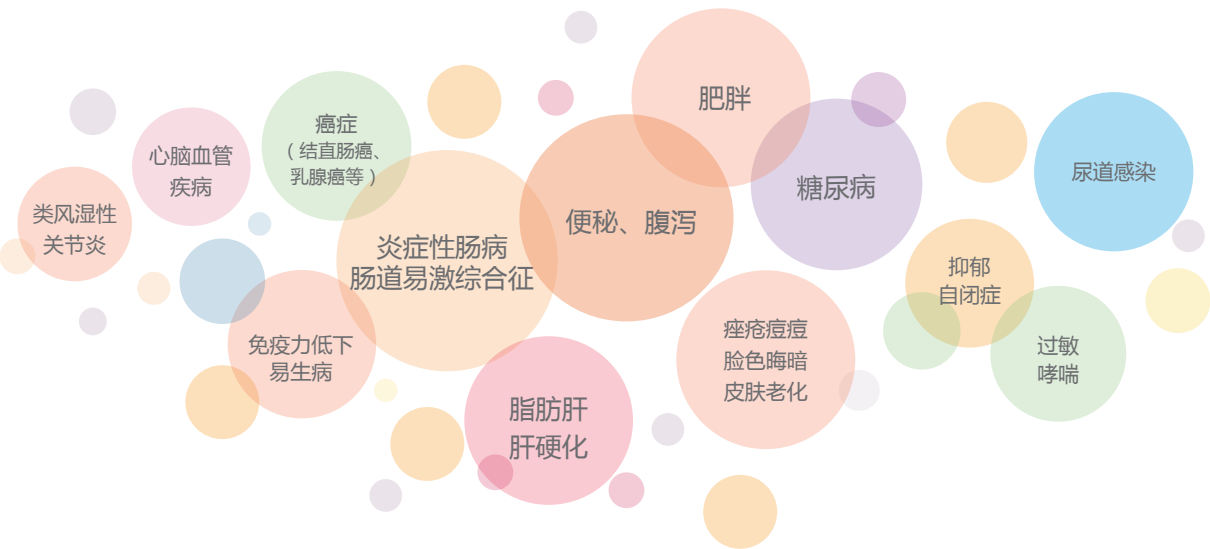 肥胖
癌症
（结直肠癌、
乳腺癌等）
心脑血管
疾病
糖尿病
尿道感染
类风湿性
关节炎
炎症性肠病
肠道易激综合征
便秘、腹泻
抑郁
自闭症
免疫力低下
易生病
痤疮痘痘
脸色晦暗
皮肤老化
过敏
哮喘
脂肪肝
肝硬化